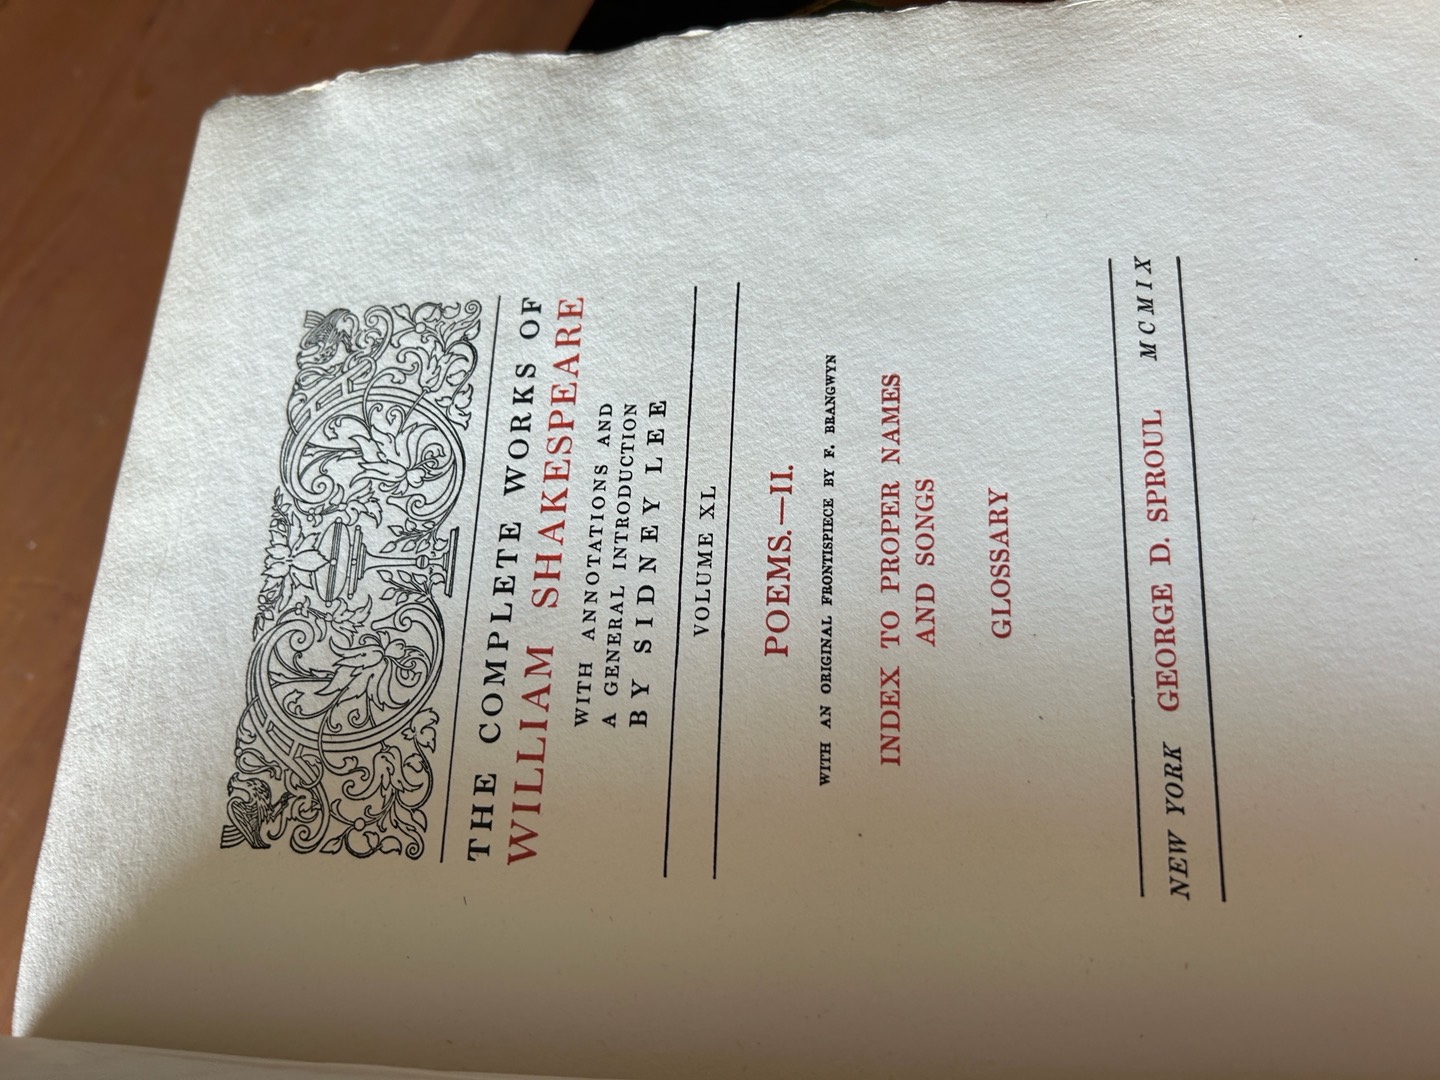 THE COMPLETE WORKS OF
WILLIAM SHAKESPEARE
WITH ANNOTATIONS AND
A GENERAL INTRODUCTION
BY SIDNEY LEE
VOLUME XL
POEMS.—II.
WITH AN ORIGINAL FRONTISPIECE BY F. BRANGWYN
INDEX TO PROPER NAMES
AND SONGS
GLOSSARY
NEW YORK GEORGE D. SPROUL MCMIX